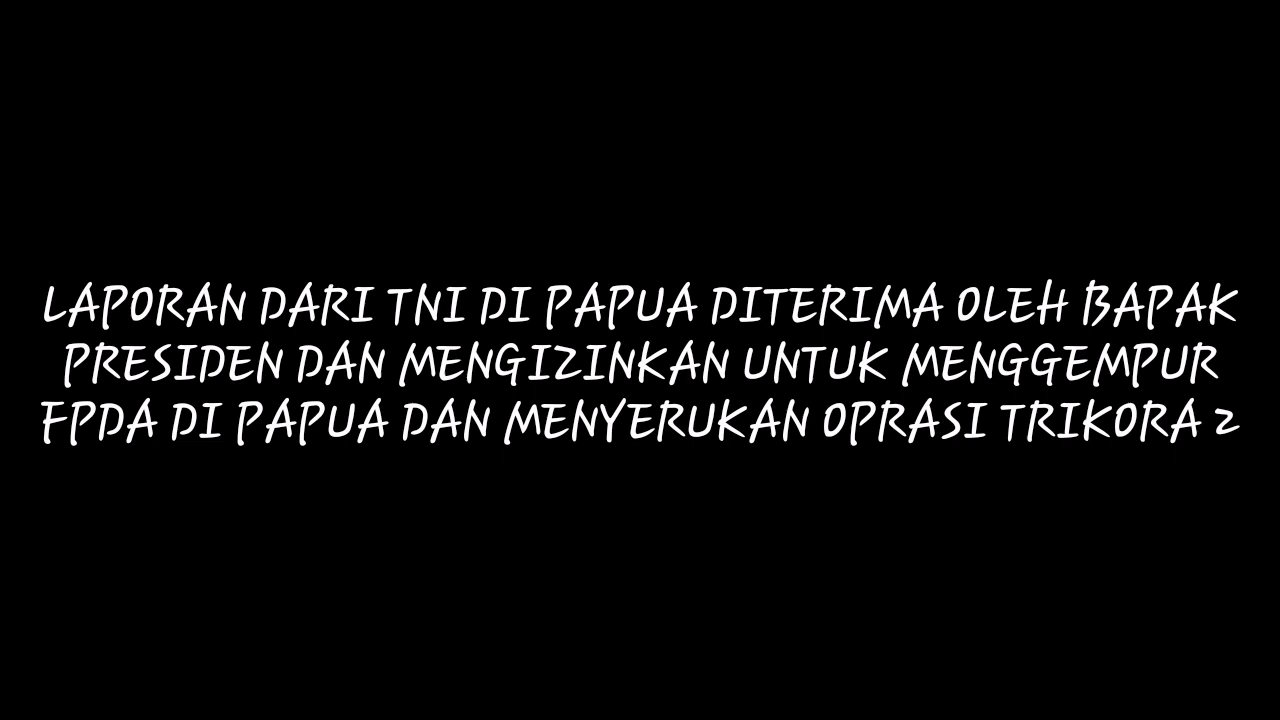 LAPORAN DARI TNI DI PAPUA DITERIMA OLEH BAPAK
PRESIDEN DAN MENGIZINKAN UNTUK MENGGEMPUR
FPDA DI PAPUA DAN MENYERUKAN OPRASI TRIKORA 2